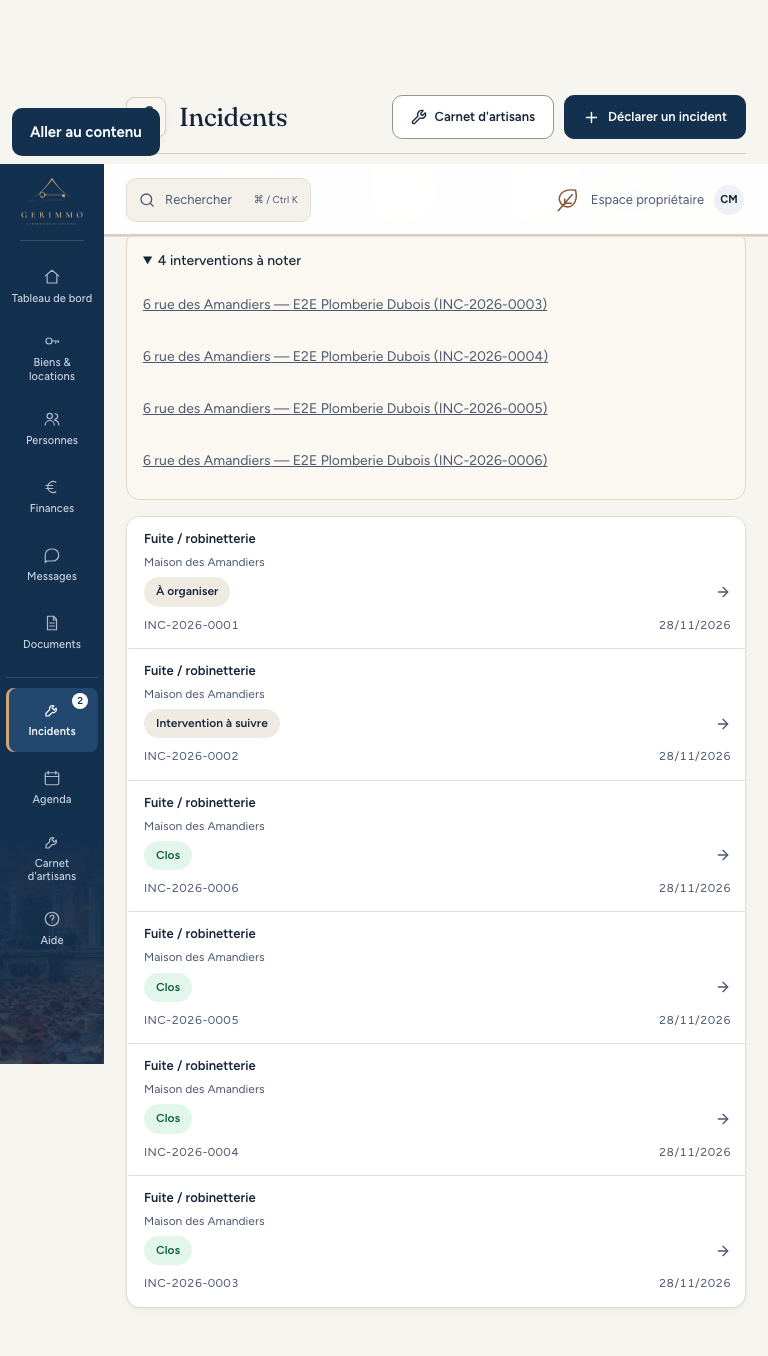 Incidents
Carnet d'artisans
Déclarer un incident
Aller au contenu
GERIMMO
Rechercher
⌘ / Ctrl K
Espace propriétaire
CM
Tableau de bord
Biens &
locations
Personnes
Finances
Messages
Documents
2
Incidents
Agenda
Carnet
d'artisans
Aide
4 interventions à noter
6 rue des Amandiers — E2E Plomberie Dubois (INC-2026-0003)
6 rue des Amandiers — E2E Plomberie Dubois (INC-2026-0004)
6 rue des Amandiers — E2E Plomberie Dubois (INC-2026-0005)
6 rue des Amandiers — E2E Plomberie Dubois (INC-2026-0006)
Fuite / robinetterie
Maison des Amandiers
À organiser
INC-2026-0001 28/11/2026
Fuite / robinetterie
Maison des Amandiers
Intervention à suivre
INC-2026-0002 28/11/2026
Fuite / robinetterie
Maison des Amandiers
Clos
INC-2026-0006 28/11/2026
Fuite / robinetterie
Maison des Amandiers
Clos
INC-2026-0005 28/11/2026
Fuite / robinetterie
Maison des Amandiers
Clos
INC-2026-0004 28/11/2026
Fuite / robinetterie
Maison des Amandiers
Clos
INC-2026-0003 28/11/2026